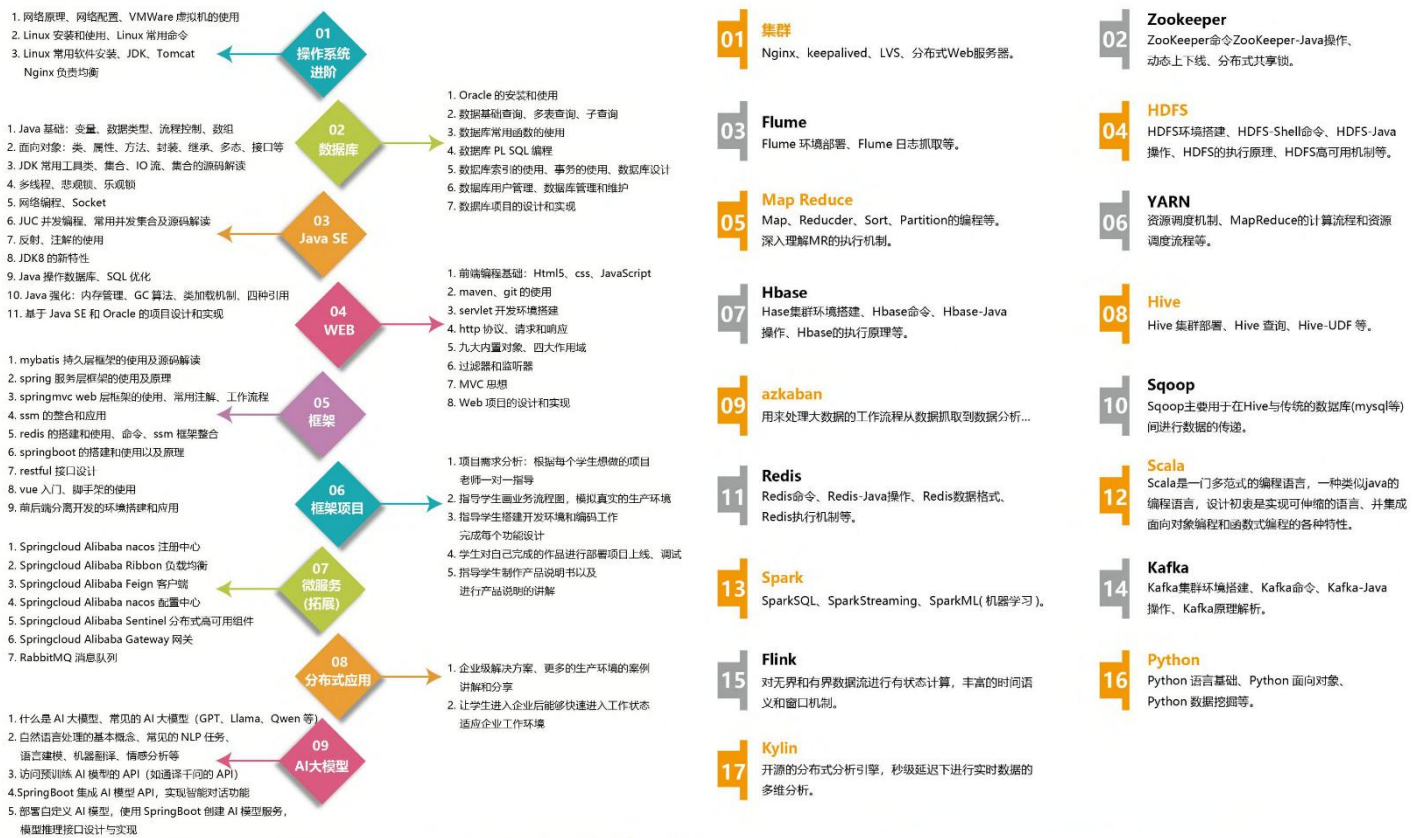 1. 网络原理、网络配置、VMWare 虚拟机的使用
2. Linux 安装和使用、Linux 常用命令
3. Linux 常用软件安装、JDK、Tomcat
Nginx 负责均衡
01
操作系统
进阶
02
数据库
1. Oracle 的安装和使用
2. 数据基础查询、多表查询、子查询
3. 数据库常用函数的使用
4. 数据库 PL SQL 编程
5. 数据库索引的使用、事务的使用、数据库设计
6. 数据库用户管理、数据库管理和维护
7. 数据库项目的设计和实现
1. Java 基础：变量、数据类型、流程控制、数组
2. 面向对象：类、属性、方法、封装、继承、多态、接口等
3. JDK 常用工具类、集合、IO 流、集合的源码解读
4. 多线程、悲观锁、乐观锁
5. 网络编程、Socket
6. JUC 并发编程、常用并发集合及源码解读
7. 反射、注解的使用
8. JDK8 的新特性
9. Java 操作数据库、SQL 优化
10. Java 强化：内存管理、GC 算法、类加载机制、四种引用
11. 基于 Java SE 和 Oracle 的项目设计和实现
03
Java SE
04
WEB
1. 前端编程基础：Html5、css、JavaScript
2. maven、git 的使用
3. servlet 开发环境搭建
4. http 协议、请求和响应
5. 九大内置对象、四大作用域
6. 过滤器和监听器
7. MVC 思想
8. Web 项目的设计和实现
1. mybatis 持久层框架的使用及源码解读
2. spring 服务层框架的使用及原理
3. springmvc web 层框架的使用、常用注解、工作流程
4. ssm 的整合和应用
5. redis 的搭建和使用、命令、ssm 框架整合
6. springboot 的搭建和使用以及原理
7. restful 接口设计
8. vue 入门、脚手架的使用
9. 前后端分离开发的环境搭建和应用
05
框架
06
框架项目
1. 项目需求分析：根据每个学生想做的项目
老师一对一指导
2. 指导学生画业务流程图，模拟真实的生产环境
3. 指导学生搭建开发环境和编码工作
完成每个功能设计
4. 学生对自己完成的作品进行部署项目上线、调试
5. 指导学生制作产品说明书以及
进行产品说明的讲解
1. Springcloud Alibaba nacos 注册中心
2. Springcloud Alibaba Ribbon 负载均衡
3. Springcloud Alibaba Feign 客户端
4. Springcloud Alibaba nacos 配置中心
5. Springcloud Alibaba Sentinel 分布式高可用组件
6. Springcloud Alibaba Gateway 网关
7. RabbitMQ 消息队列
07
微服务
(拓展)
08
分布式应用
1. 企业级解决方案、更多的生产环境的案例
讲解和分享
2. 让学生进入企业后能够快速进入工作状态
适应企业工作环境
1. 什么是 AI 大模型、常见的 AI 大模型（GPT、Llama、Qwen 等）
2. 自然语言处理的基本概念、常见的 NLP 任务、
语言建模、机器翻译、情感分析等
3. 访问预训练 AI 模型的 API（如通译千问的 API）
4.SpringBoot 集成 AI 模型 API，实现智能对话功能
5. 部署自定义 AI 模型，使用 SpringBoot 创建 AI 模型服务，
模型推理接口设计与实现
09
AI大模型
01
集群
Nginx、keepalived、LVS、分布式Web服务器。
02
Zookeeper
ZooKeeper命令ZooKeeper-Java操作、
动态上下线、分布式共享锁。
03
Flume
Flume 环境部署、Flume 日志抓取等。
04
HDFS
HDFS环境搭建、HDFS-Shell命令、HDFS-Java
操作、HDFS的执行原理、HDFS高可用机制等。
05
Map Reduce
Map、Reducder、Sort、Partition的编程等。
深入理解MR的执行机制。
06
YARN
资源调度机制、MapReduce的计算流程和资源
调度流程等。
07
Hbase
Hase集群环境搭建、Hbase命令、Hbase-Java
操作、Hbase的执行原理等。
08
Hive
Hive 集群部署、Hive 查询、Hive-UDF 等。
09
azkaban
用来处理大数据的工作流程从数据抓取到数据分析...
10
Sqoop
Sqoop主要用于在Hive与传统的数据库(mysql等)
间进行数据的传递。
11
Redis
Redis命令、Redis-Java操作、Redis数据格式、
Redis执行机制等。
12
Scala
Scala是一门多范式的编程语言，一种类似java的
编程语言，设计初衷是实现可伸缩的语言、并集成
面向对象编程和函数式编程的各种特性。
13
Spark
SparkSQL、SparkStreaming、SparkML( 机器学习 )。
14
Kafka
Kafka集群环境搭建、Kafka命令、Kafka-Java
操作、Kafka原理解析。
15
Flink
对无界和有界数据流进行有状态计算，丰富的时间语
义和窗口机制。
16
Python
Python 语言基础、Python 面向对象、
Python 数据挖掘等。
17
Kylin
开源的分布式分析引擎，秒级延迟下进行实时数据的
多维分析。